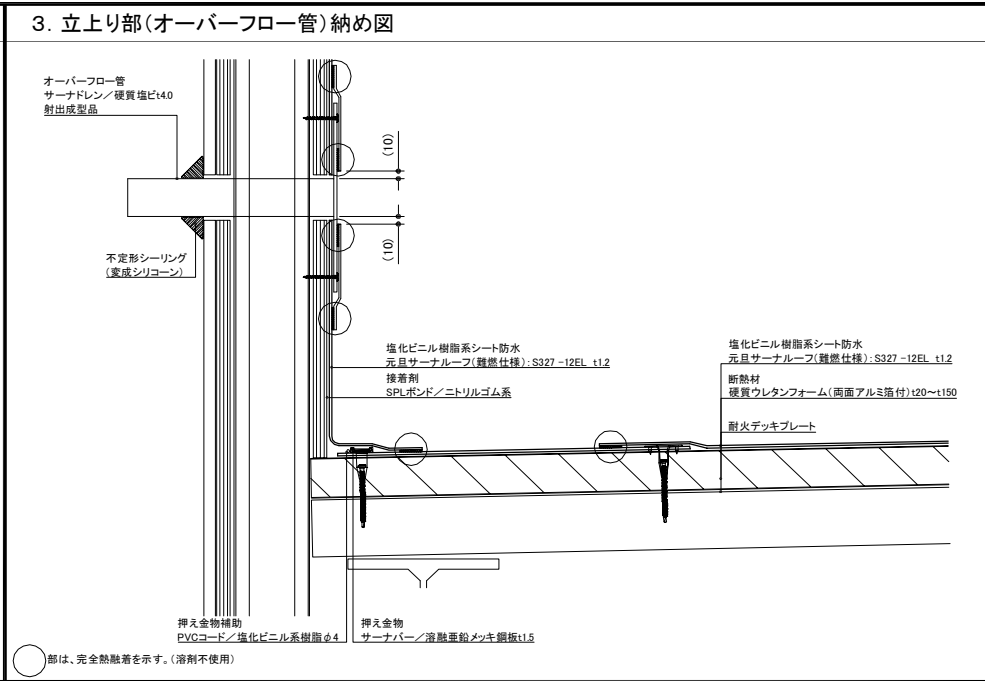 3. 立上り部(オーバーフロー管)納め図
オーバーフロー管
サーナドレン/硬質塩ビt4.0
射出成型品
(10)
(10)
不定形シーリング
(変成シリコーン)
塩化ビニル樹脂系シート防水
元旦サーナルーフ(難燃仕様):S327-12EL t1.2
接着剤
SPLボンド/ニトリルゴム系
塩化ビニル樹脂系シート防水
元旦サーナルーフ(難燃仕様):S327-12EL t1.2
断熱材
硬質ウレタンフォーム(両面アルミ箔付)t20~t150
耐火デッキプレート
押え金物補助
PVCコード/塩化ビニル系樹脂φ4
押え金物
サーナバー/溶融亜鉛メッキ鋼板t1.5
部は、完全熱融着を示す。(溶剤不使用)